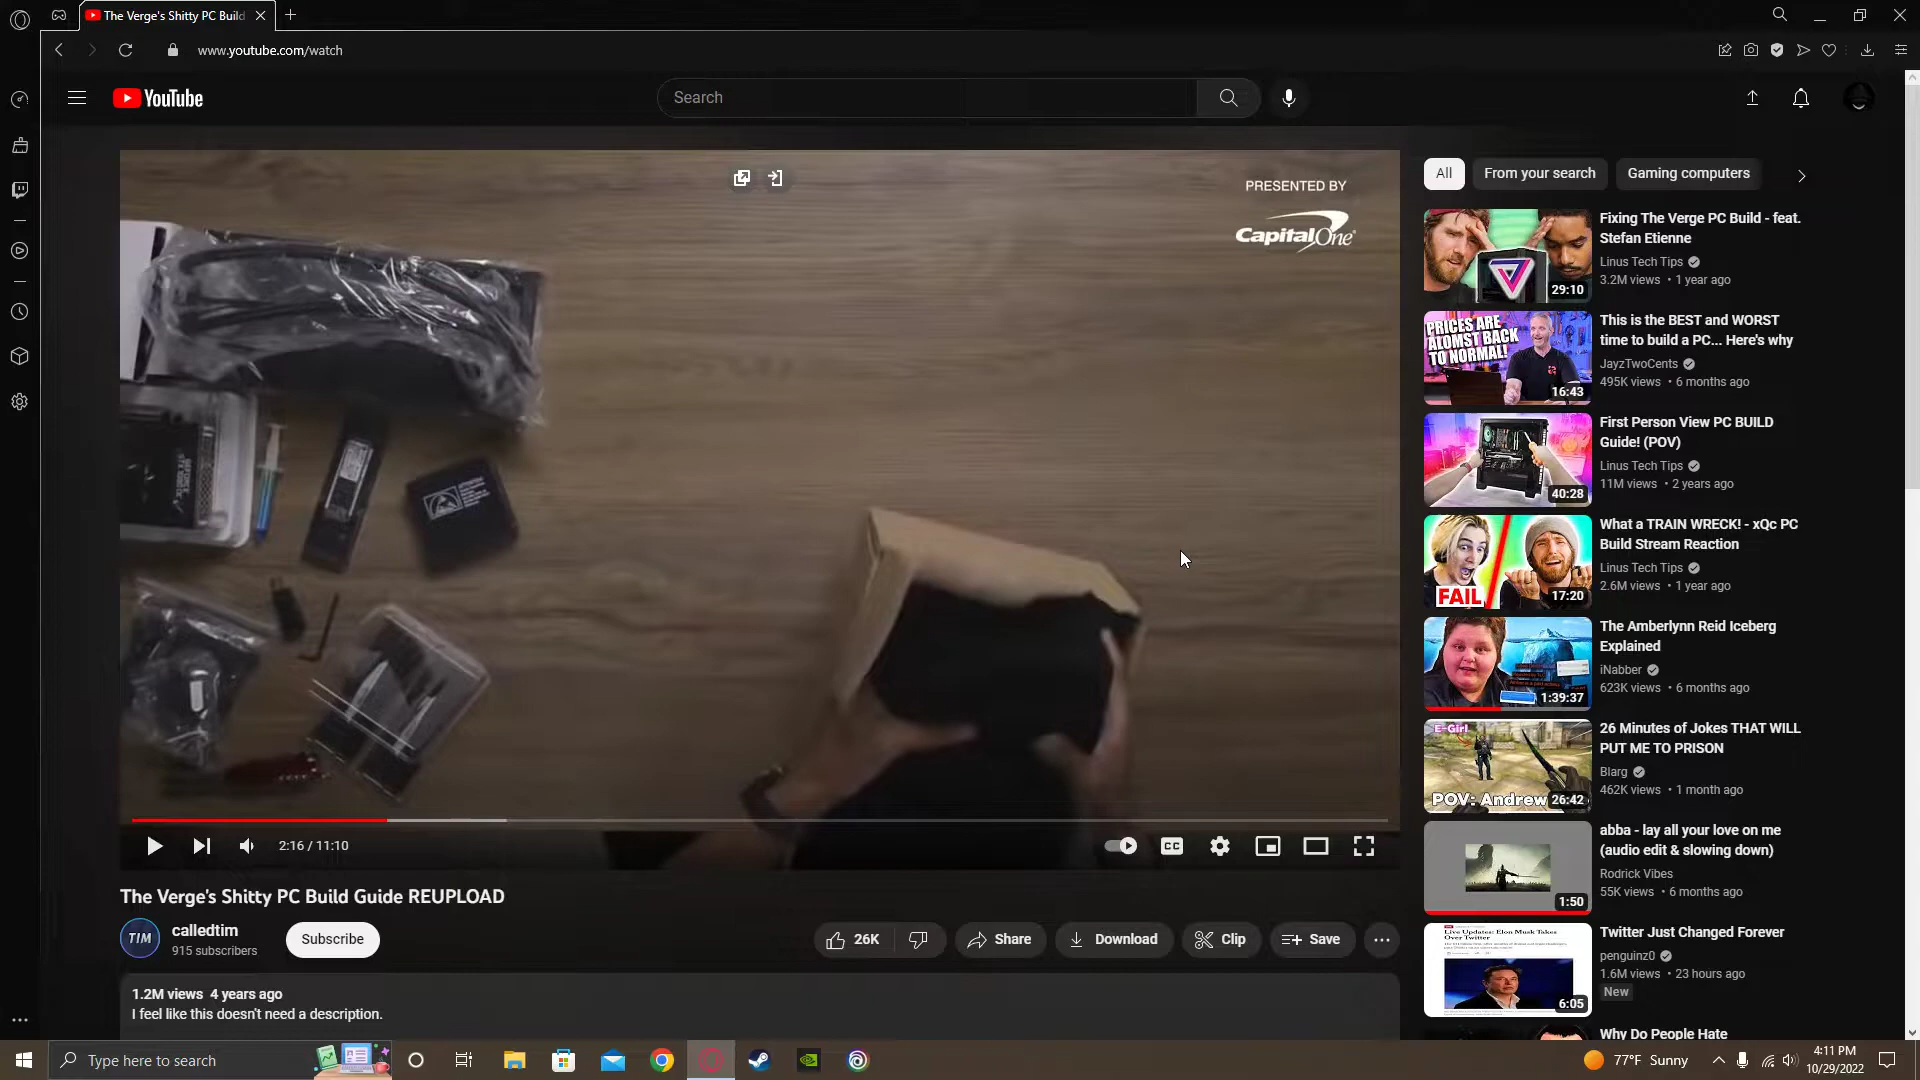 The Verge's Shitty PC Build
www.youtube.com/watch
YouTube
Search
PRESENTED BY
CapitalOne
2:16 / 11:10
CC
The Verge's Shitty PC Build Guide REUPLOAD
TIM
calledtim
915 subscribers
Subscribe
26K
Share
Download
Clip
Save
1.2M views 4 years ago
I feel like this doesn't need a description.
All
From your search
Gaming computers
29:10
Fixing The Verge PC Build - feat.
Stefan Etienne
Linus Tech Tips
3.2M views • 1 year ago
PRICES ARE
ALOMST BACK
TO NORMAL!
16:43
This is the BEST and WORST
time to build a PC... Here's why
JayzTwoCents
495K views • 6 months ago
40:28
First Person View PC BUILD
Guide! (POV)
Linus Tech Tips
11M views • 2 years ago
FAIL
17:20
What a TRAIN WRECK! - xQc PC
Build Stream Reaction
Linus Tech Tips
2.6M views • 1 year ago
1:39:37
The Amberlynn Reid Iceberg
Explained
iNabber
623K views • 6 months ago
E-Girl
POV: Andrew
26:42
26 Minutes of Jokes THAT WILL
PUT ME TO PRISON
Blarg
462K views • 1 month ago
1:50
abba - lay all your love on me
(audio edit & slowing down)
Rodrick Vibes
55K views • 6 months ago
Live Updates: Elon Musk Takes
Over Twitter
6:05
Twitter Just Changed Forever
penguinz0
1.6M views • 23 hours ago
New
Why Do People Hate
Type here to search
77°F Sunny
4:11 PM
10/29/2022